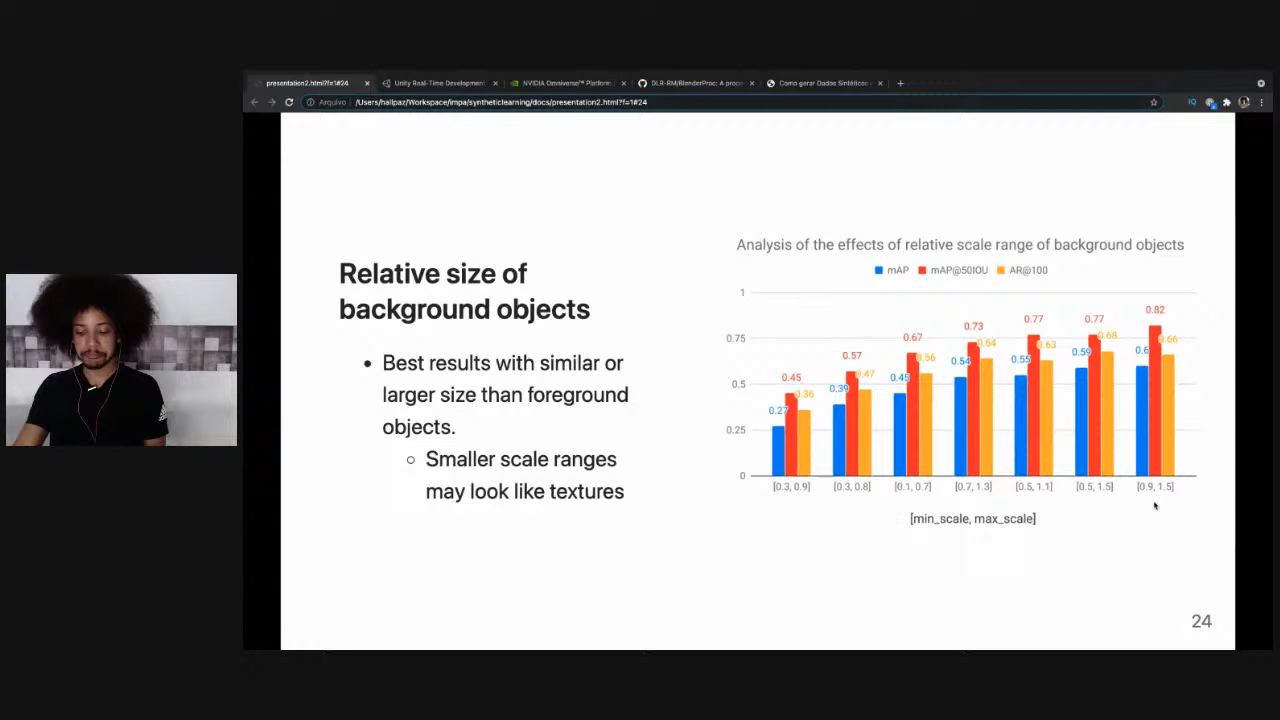 presentation2.html?f=1#24
Unity Real-Time Development
NVIDIA Omniverse™ Platform
DLR-RM/BlenderProc: A proce
Como gerar Dados Sintéticos
Arquivo
/Users/hallpaz/Workspace/impa/syntheticlearning/docs/presentation2.html?f=1#24
Relative size of
background objects
Best results with similar or
larger size than foreground
objects.
Smaller scale ranges
may look like textures
Analysis of the effects of relative scale range of background objects
mAP
mAP@50IOU
AR@100
1
0.75
0.5
0.25
0
0.27
0.45
0.36
0.39
0.57
0.47
0.45
0.67
0.56
0.54
0.73
0.64
0.55
0.77
0.63
0.59
0.77
0.68
0.6
0.82
0.66
[0.3, 0.9]
[0.3, 0.8]
[0.1, 0.7]
[0.7, 1.3]
[0.5, 1.1]
[0.5, 1.5]
[0.9, 1.5]
[min_scale, max_scale]
24
adidas